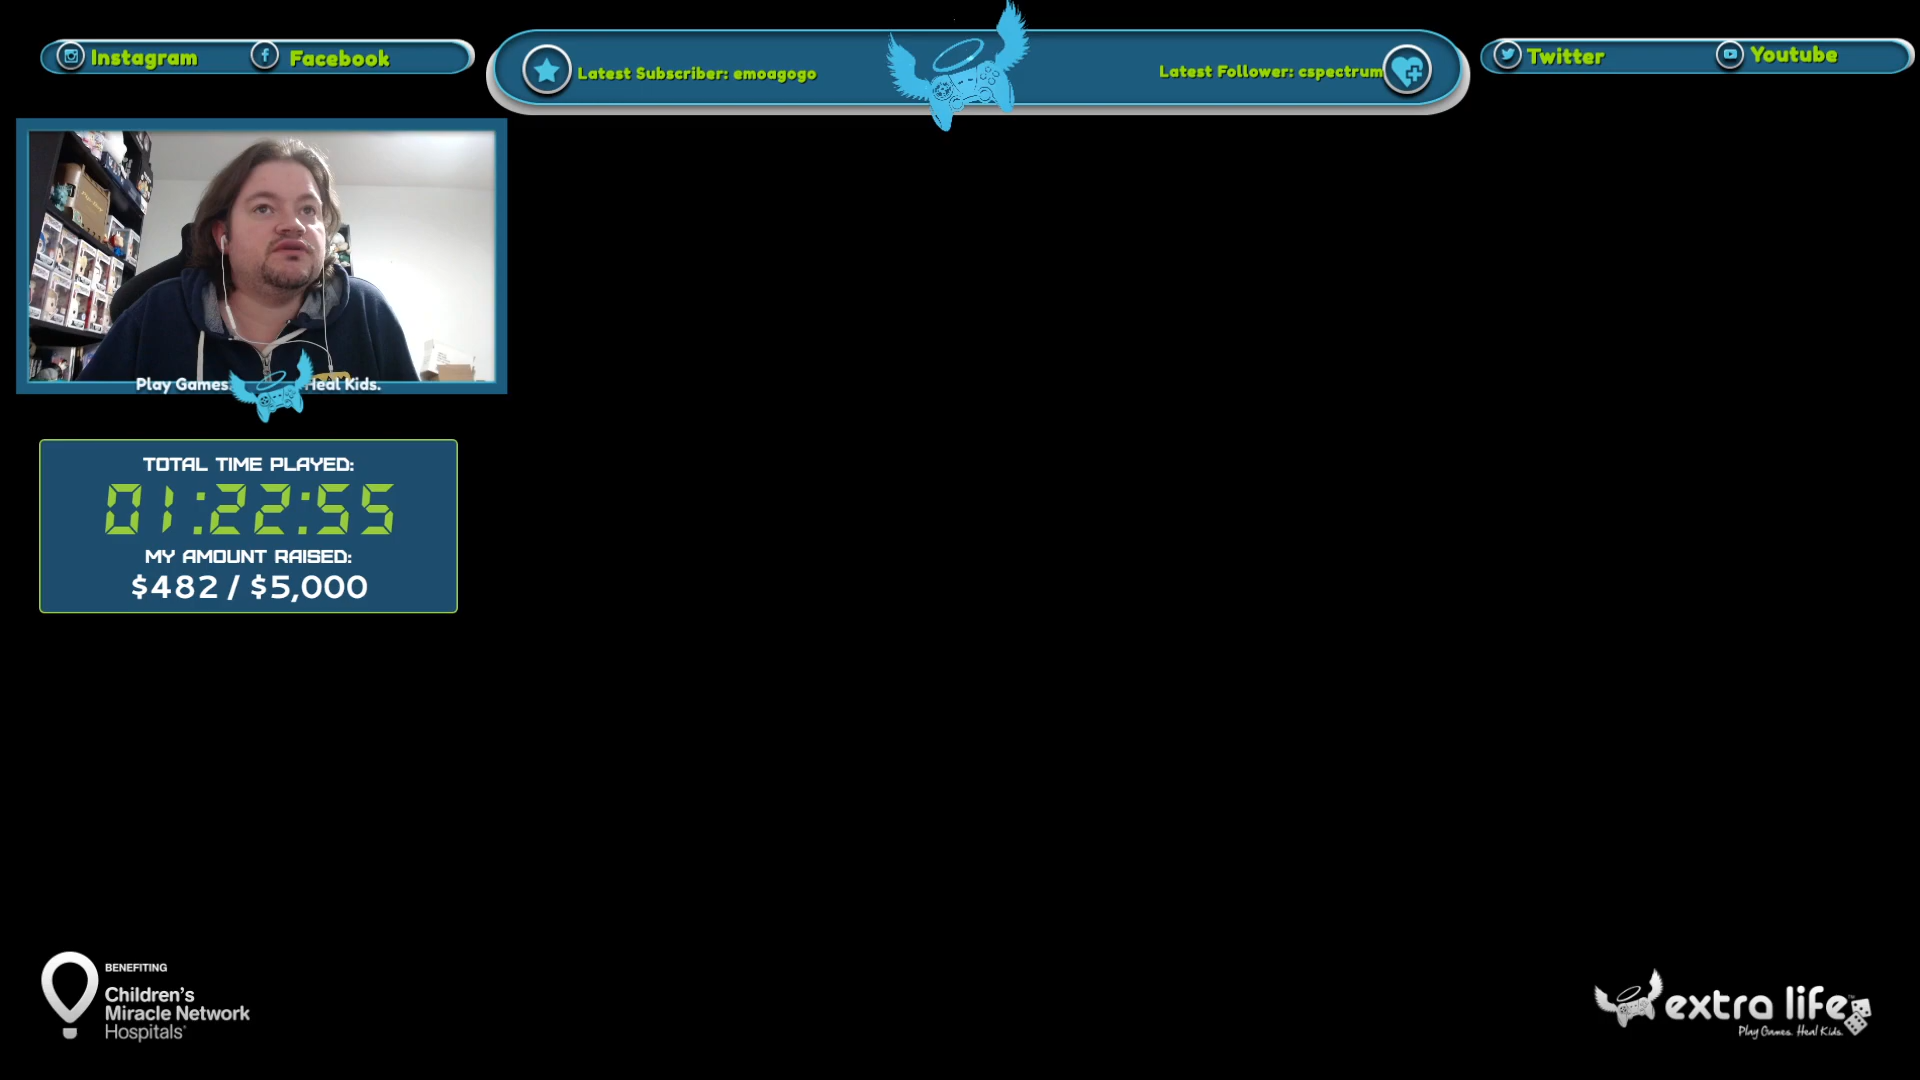 Instagram
Facebook
Latest Subscriber: emoagogo
Latest Follower: cspectrum
Twitter
Youtube
Play Games. Heal Kids.
TOTAL TIME PLAYED:
01:22:55
MY AMOUNT RAISED:
$482 / $5,000
BENEFITING
Children's
Miracle Network
Hospitals
extra life
Play Games. Heal Kids.